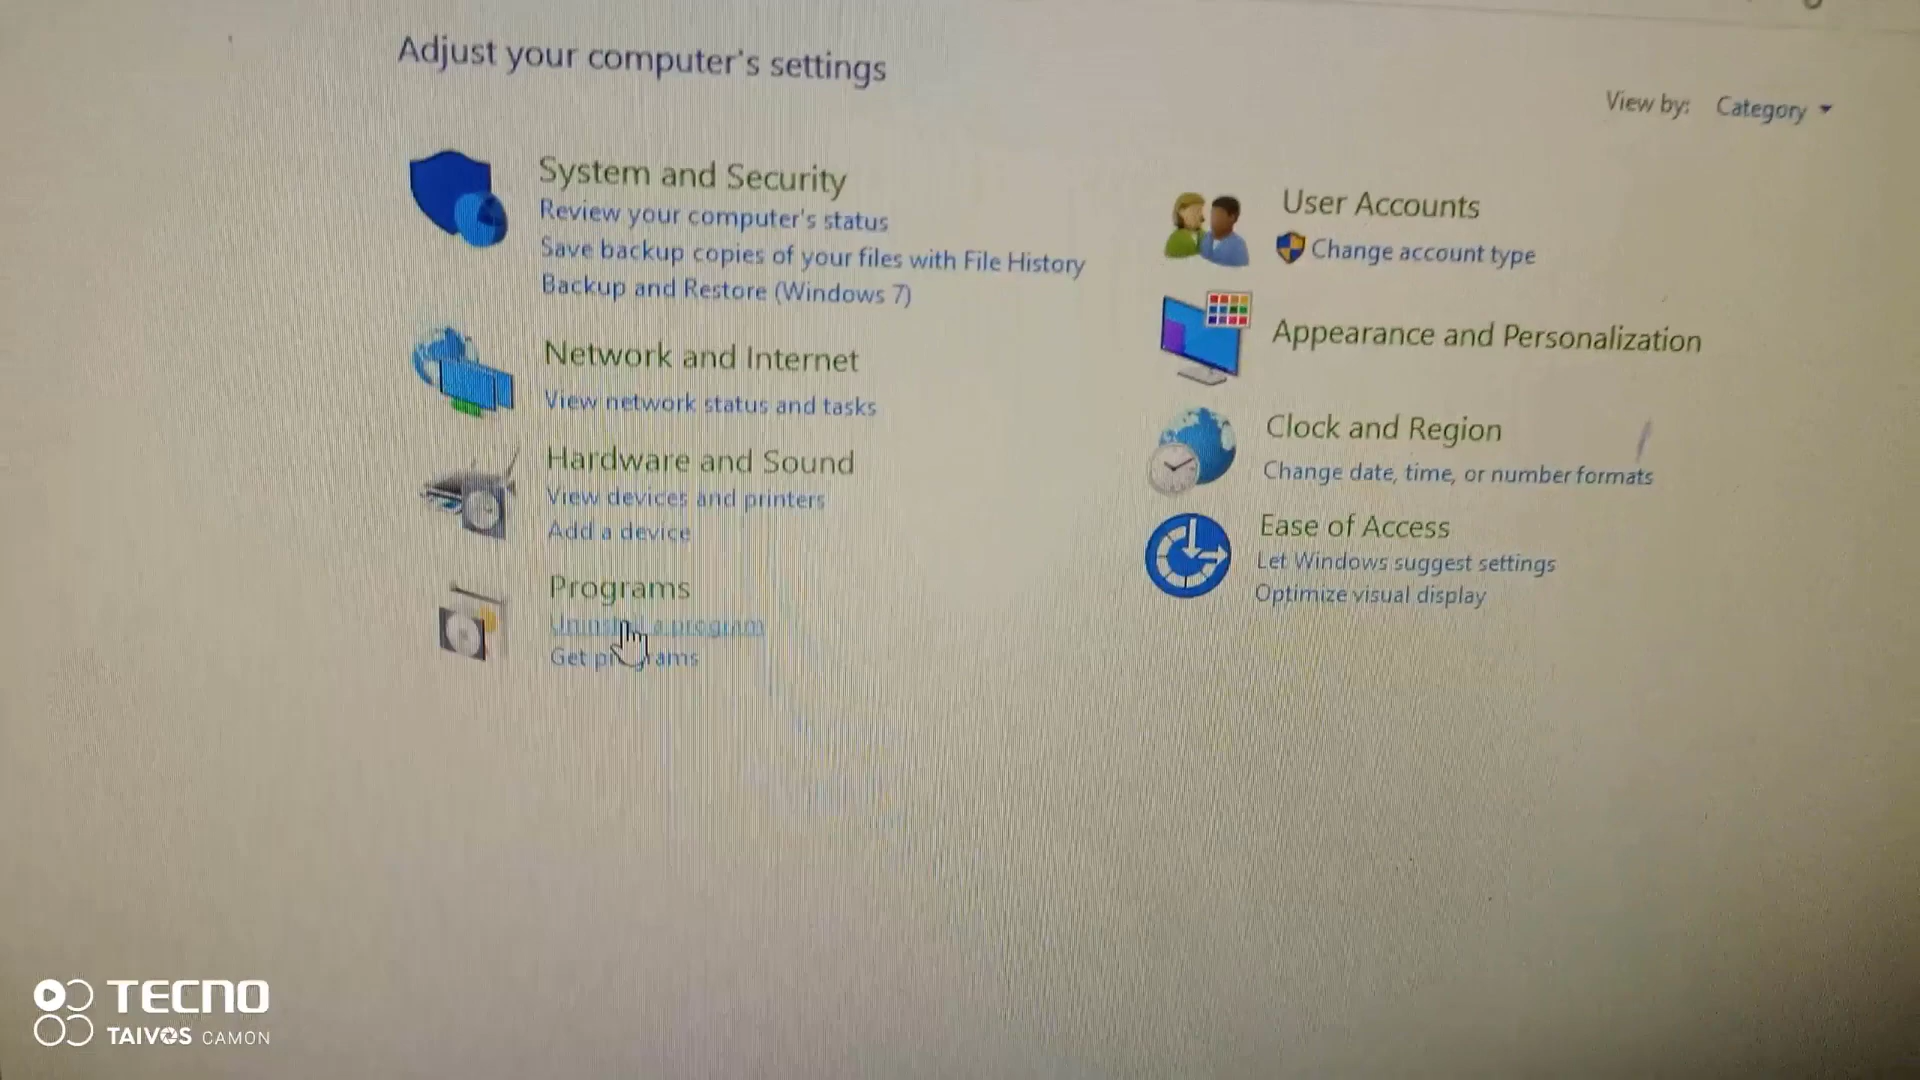 Adjust your computer's settings
View by: Category
System and Security
Review your computer's status
Save backup copies of your files with File History
Backup and Restore (Windows 7)
Network and Internet
View network status and tasks
Hardware and Sound
View devices and printers
Add a device
Programs
Uninstall a program
Get programs
User Accounts
Change account type
Appearance and Personalization
Clock and Region
Change date, time, or number formats
Ease of Access
Let Windows suggest settings
Optimize visual display
TECNO
TAIVOS CAMON